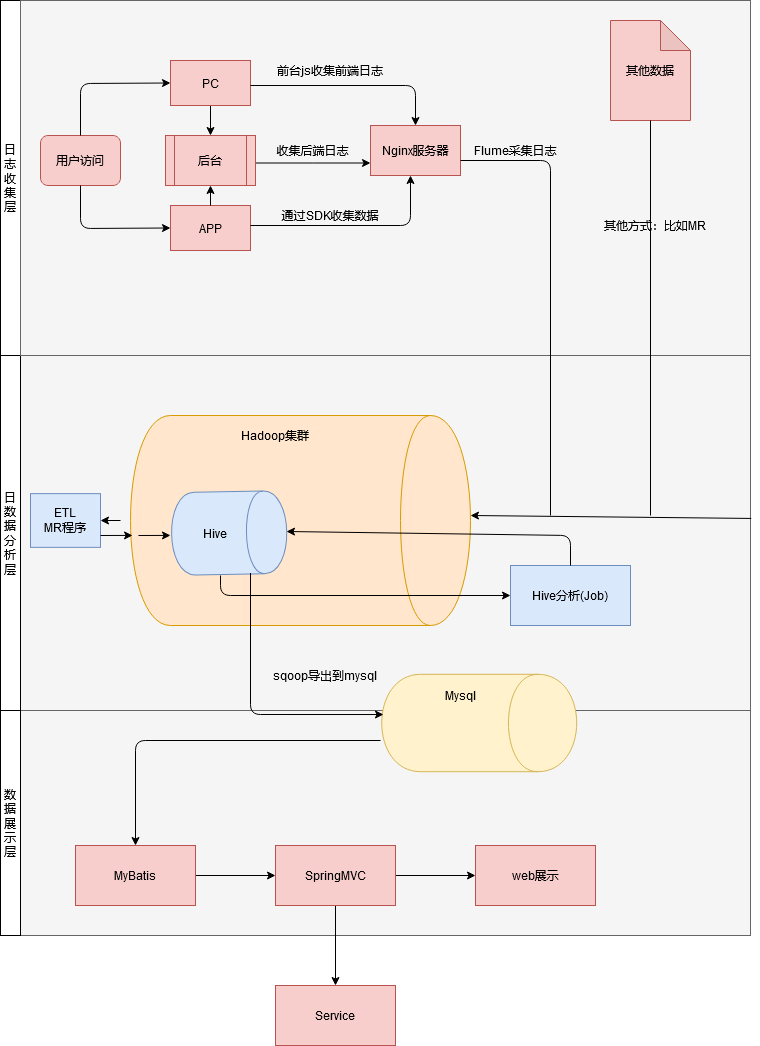 日志收集层
用户访问
PC
后台
APP
前台js收集前端日志
收集后端日志
通过SDK收集数据
Nginx服务器
Flume采集日志
其他数据
其他方式：比如MR
日数据分析层
Hadoop集群
ETL
MR程序
Hive
Hive分析(Job)
sqoop导出到mysql
Mysql
数据展示层
MyBatis
SpringMVC
web展示
Service